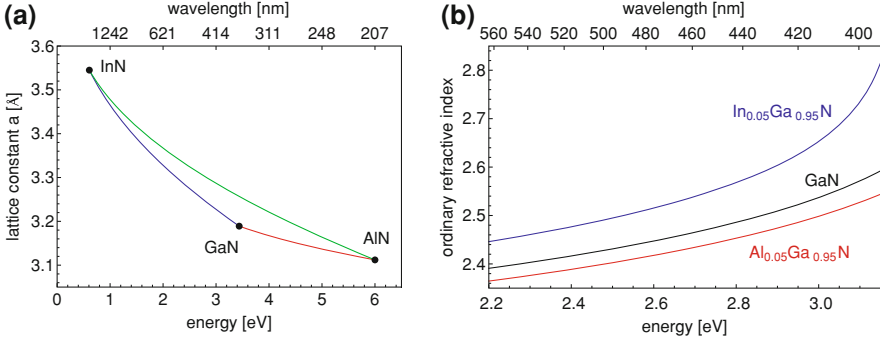 (a)
wavelength [nm]
1242 621 414 311 248 207
3.6
3.5
3.4
3.3
3.2
3.1
lattice constant a [Å]
InN
GaN
AlN
0 1 2 3 4 5 6
energy [eV]
(b)
wavelength [nm]
560 540 520 500 480 460 440 420 400
2.8
2.7
2.6
2.5
2.4
ordinary refractive index
In0.05Ga0.95N
GaN
Al0.05Ga0.95N
2.2 2.4 2.6 2.8 3.0
energy [eV]